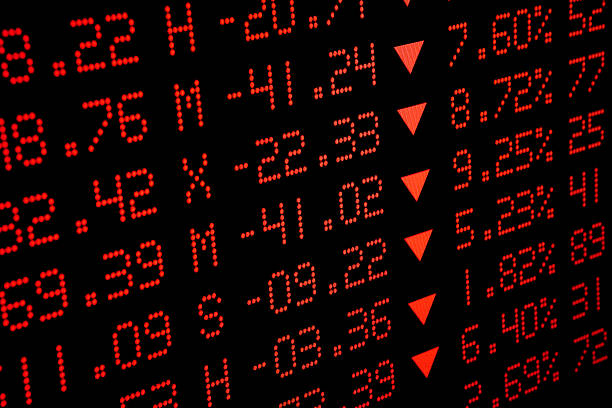 8.22 H -20.7
48.76 M -41.24 ▼ 7.60% 52
32.42 X -22.33 ▼ 8.72% 77
69.39 M -41.02 ▼ 9.25% 25
11.09 S -09.22 ▼ 5.23% 41
H -03.36 ▼ 1.82% 89
▼ 6.40% 31
2.69% 72